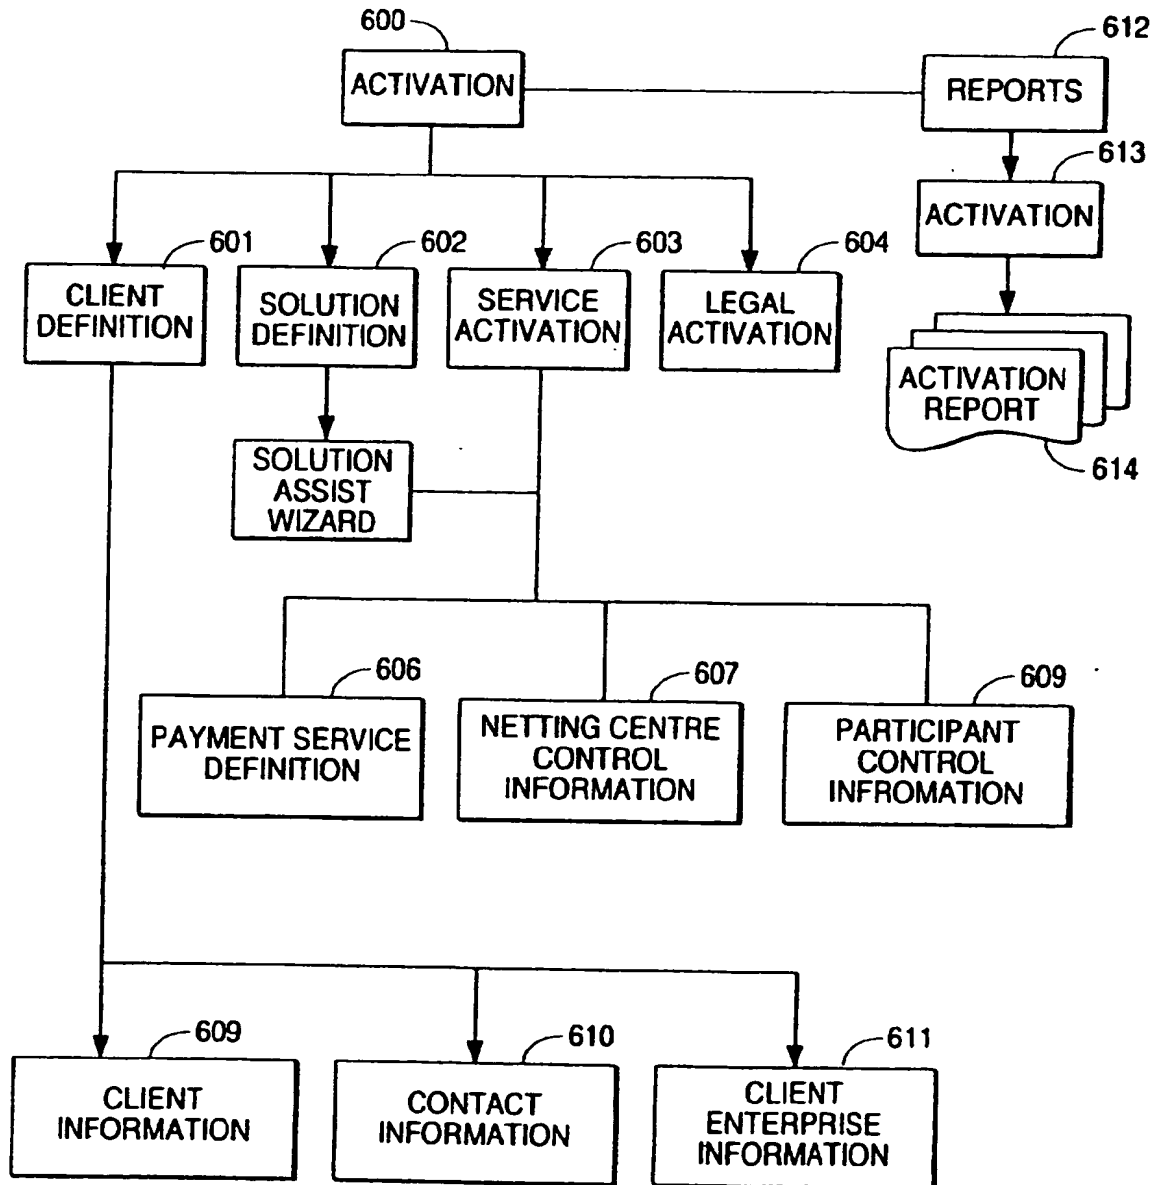 600
ACTIVATION
612
REPORTS
613
ACTIVATION
601
CLIENT
DEFINITION
602
SOLUTION
DEFINITION
603
SERVICE
ACTIVATION
604
LEGAL
ACTIVATION
ACTIVATION
REPORT
614
SOLUTION
ASSIST
WIZARD
606
PAYMENT SERVICE
DEFINITION
607
NETTING CENTRE
CONTROL
INFORMATION
609
PARTICIPANT
CONTROL
INFROMATION
609
CLIENT
INFORMATION
610
CONTACT
INFORMATION
611
CLIENT
ENTERPRISE
INFORMATION